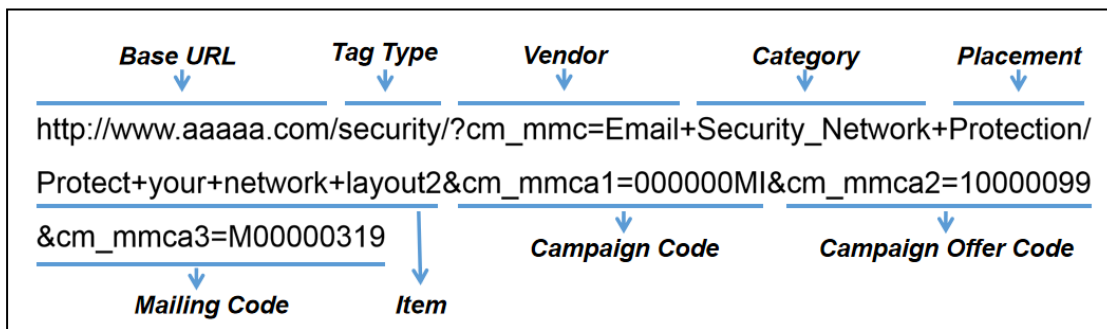 Base URL Tag Type Vendor Category Placement
http://www.aaaaa.com/security/?cm_mmc=Email+Security_Network+Protection/
Protect+your+network+layout2&cm_mmca1=000000MI&cm_mmca2=10000099
&cm_mmca3=M00000319
Campaign Code Campaign Offer Code
Mailing Code Item